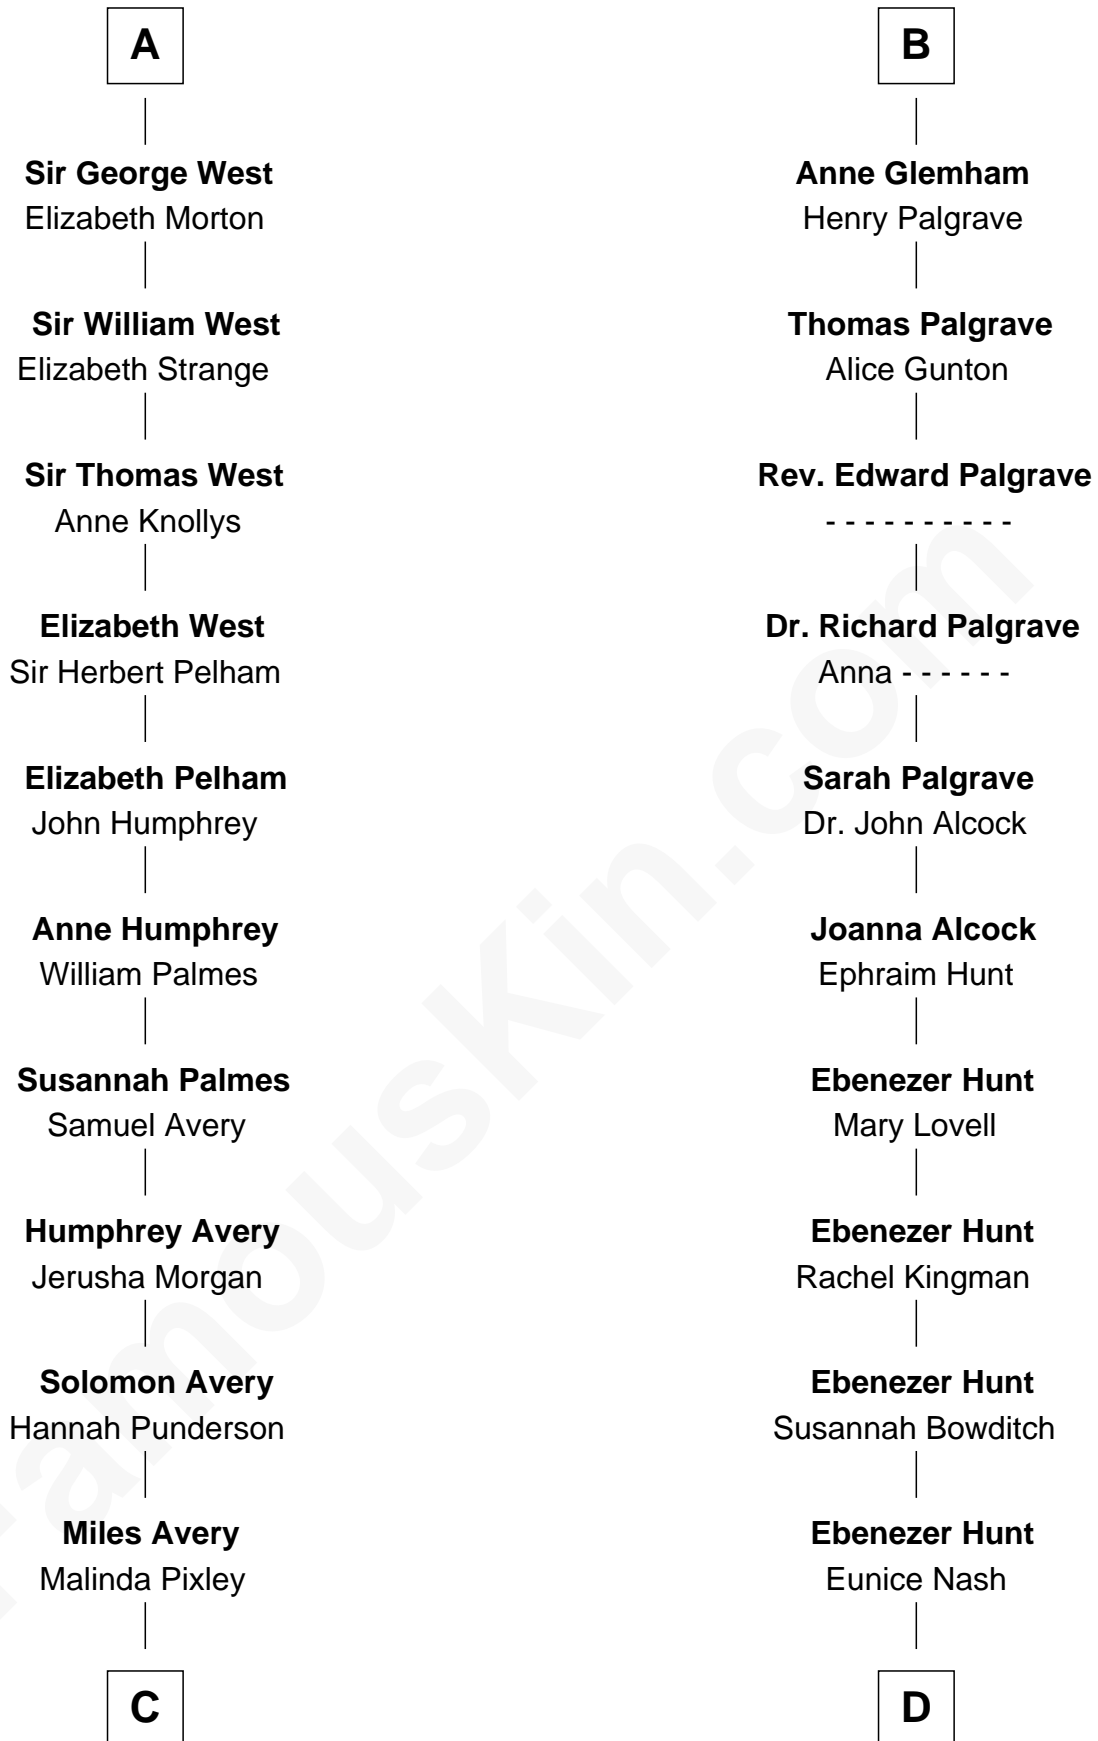 A
Sir George West
Elizabeth Morton
Sir William West
Elizabeth Strange
Sir Thomas West
Anne Knollys
Elizabeth West
Sir Herbert Pelham
Elizabeth Pelham
John Humphrey
Anne Humphrey
William Palmes
Susannah Palmes
Samuel Avery
Humphrey Avery
Jerusha Morgan
Solomon Avery
Hannah Punderson
Miles Avery
Malinda Pixley
C
B
Anne Glemham
Henry Palgrave
Thomas Palgrave
Alice Gunton
Rev. Edward Palgrave
- - - - - - - - - -
Dr. Richard Palgrave
Anna - - - - - -
Sarah Palgrave
Dr. John Alcock
Joanna Alcock
Ephraim Hunt
Ebenezer Hunt
Mary Lovell
Ebenezer Hunt
Rachel Kingman
Ebenezer Hunt
Susannah Bowditch
Ebenezer Hunt
Eunice Nash
D
FamousKin.com